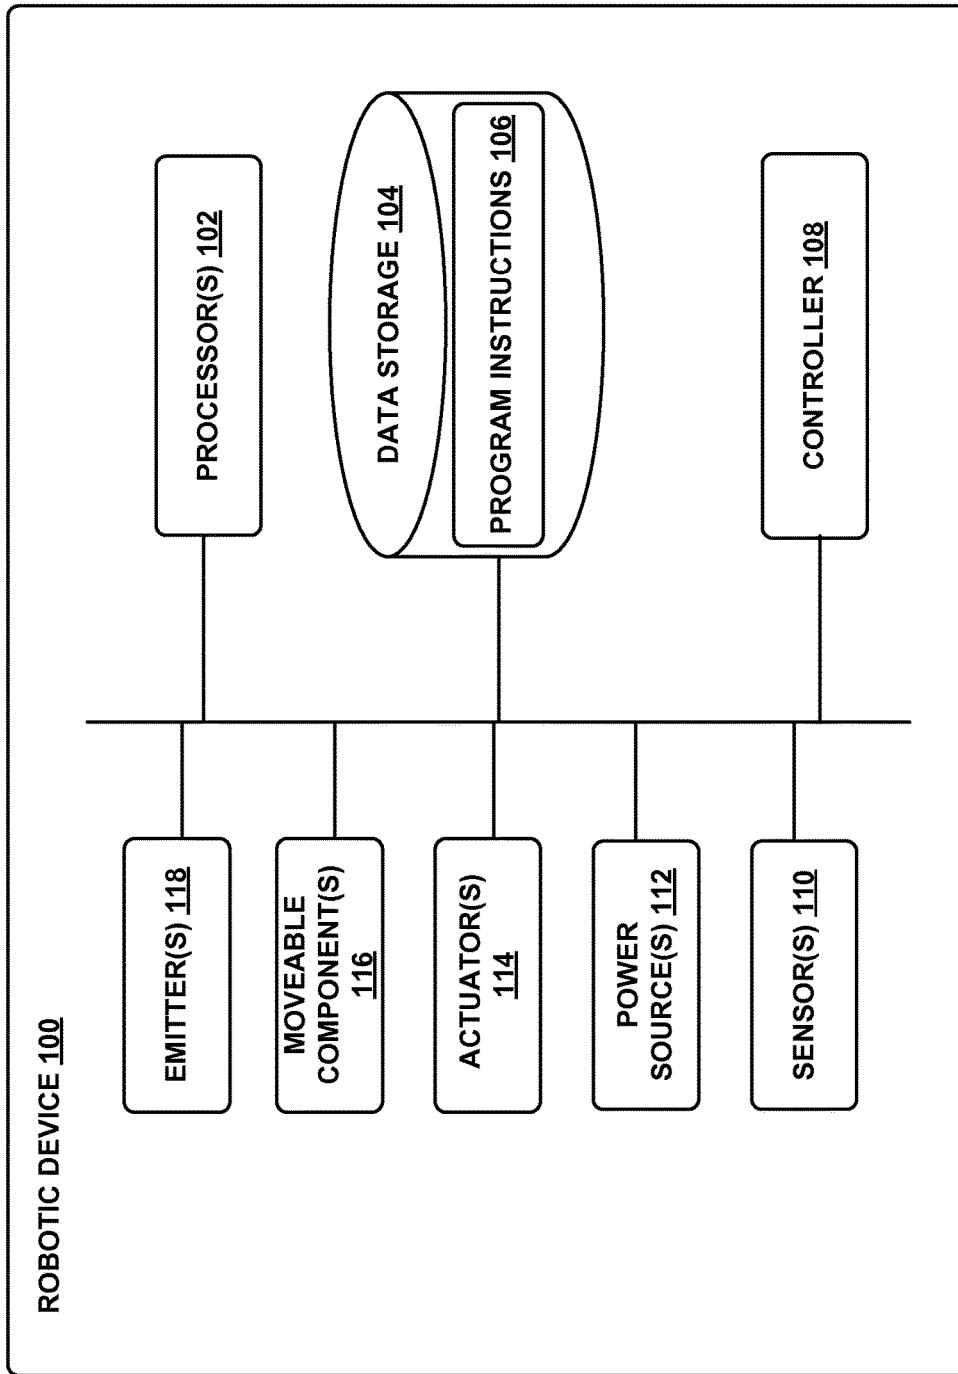 ROBOTIC DEVICE 100
EMITTER(S) 118
MOVEABLE
COMPONENT(S)
116
ACTUATOR(S)
114
POWER
SOURCE(S) 112
SENSOR(S) 110
PROCESSOR(S) 102
DATA STORAGE 104
PROGRAM INSTRUCTIONS 106
CONTROLLER 108